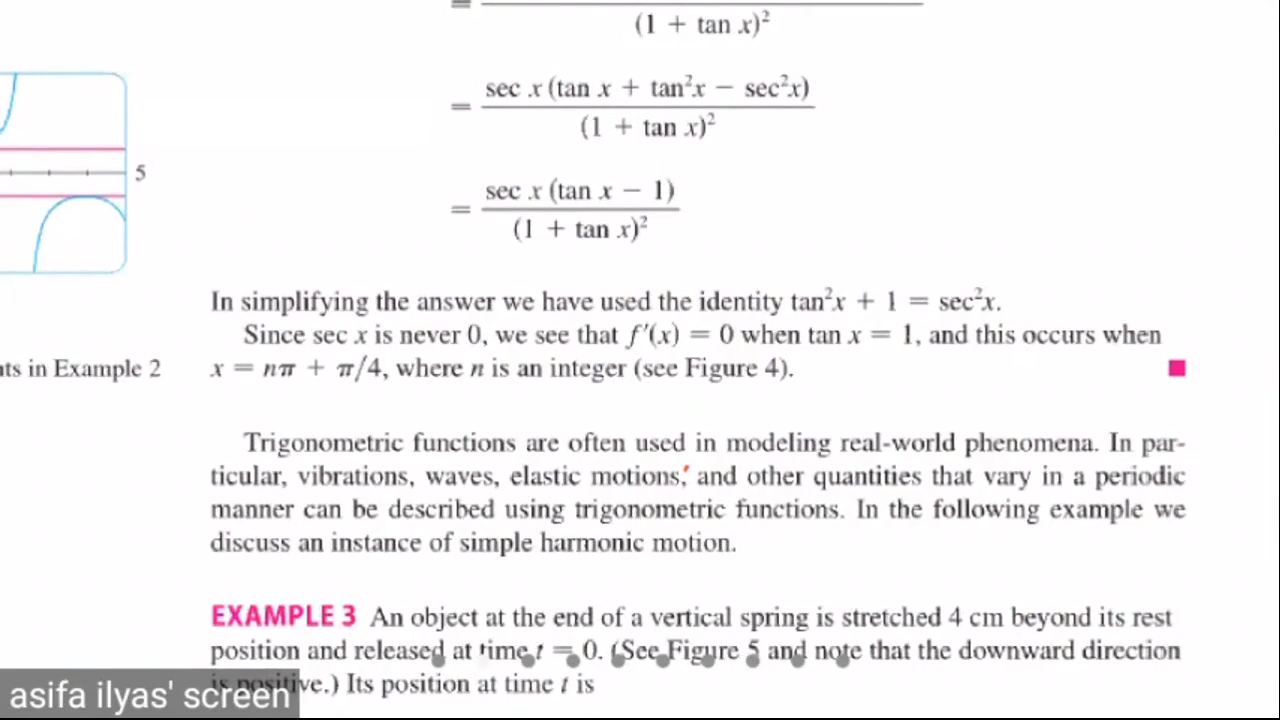 =
(1 + tan x)²
= sec x (tan x + tan²x − sec²x)
(1 + tan x)²
5
= sec x (tan x − 1)
(1 + tan x)²
In simplifying the answer we have used the identity tan²x + 1 = sec²x.
Since sec x is never 0, we see that f′(x) = 0 when tan x = 1, and this occurs when
nts in Example 2
x = nπ + π/4, where n is an integer (see Figure 4).
Trigonometric functions are often used in modeling real-world phenomena. In par-
ticular, vibrations, waves, elastic motions, and other quantities that vary in a periodic
manner can be described using trigonometric functions. In the following example we
discuss an instance of simple harmonic motion.
EXAMPLE 3 An object at the end of a vertical spring is stretched 4 cm beyond its rest
position and released at time t = 0. (See Figure 5 and note that the downward direction
is positive.) Its position at time t is
asifa ilyas' screen